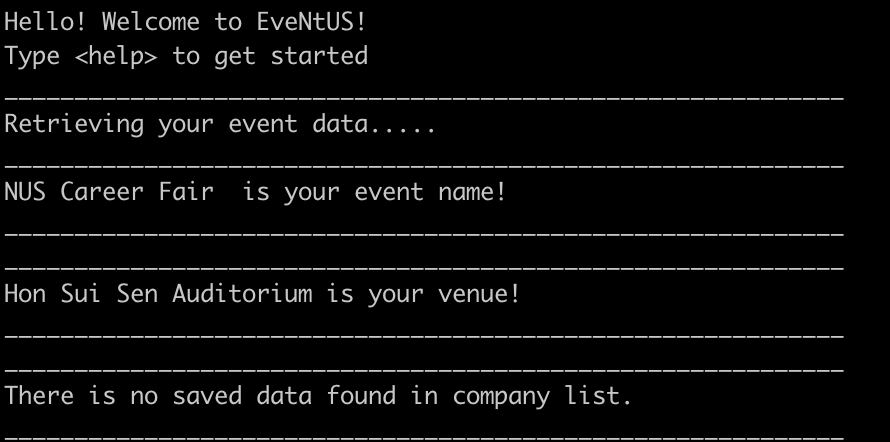 Hello! Welcome to EveNtUS!
Type <help> to get started
____________________________________________________________
Retrieving your event data.....
____________________________________________________________
NUS Career Fair  is your event name!
____________________________________________________________
____________________________________________________________
Hon Sui Sen Auditorium is your venue!
____________________________________________________________
____________________________________________________________
There is no saved data found in company list.
____________________________________________________________